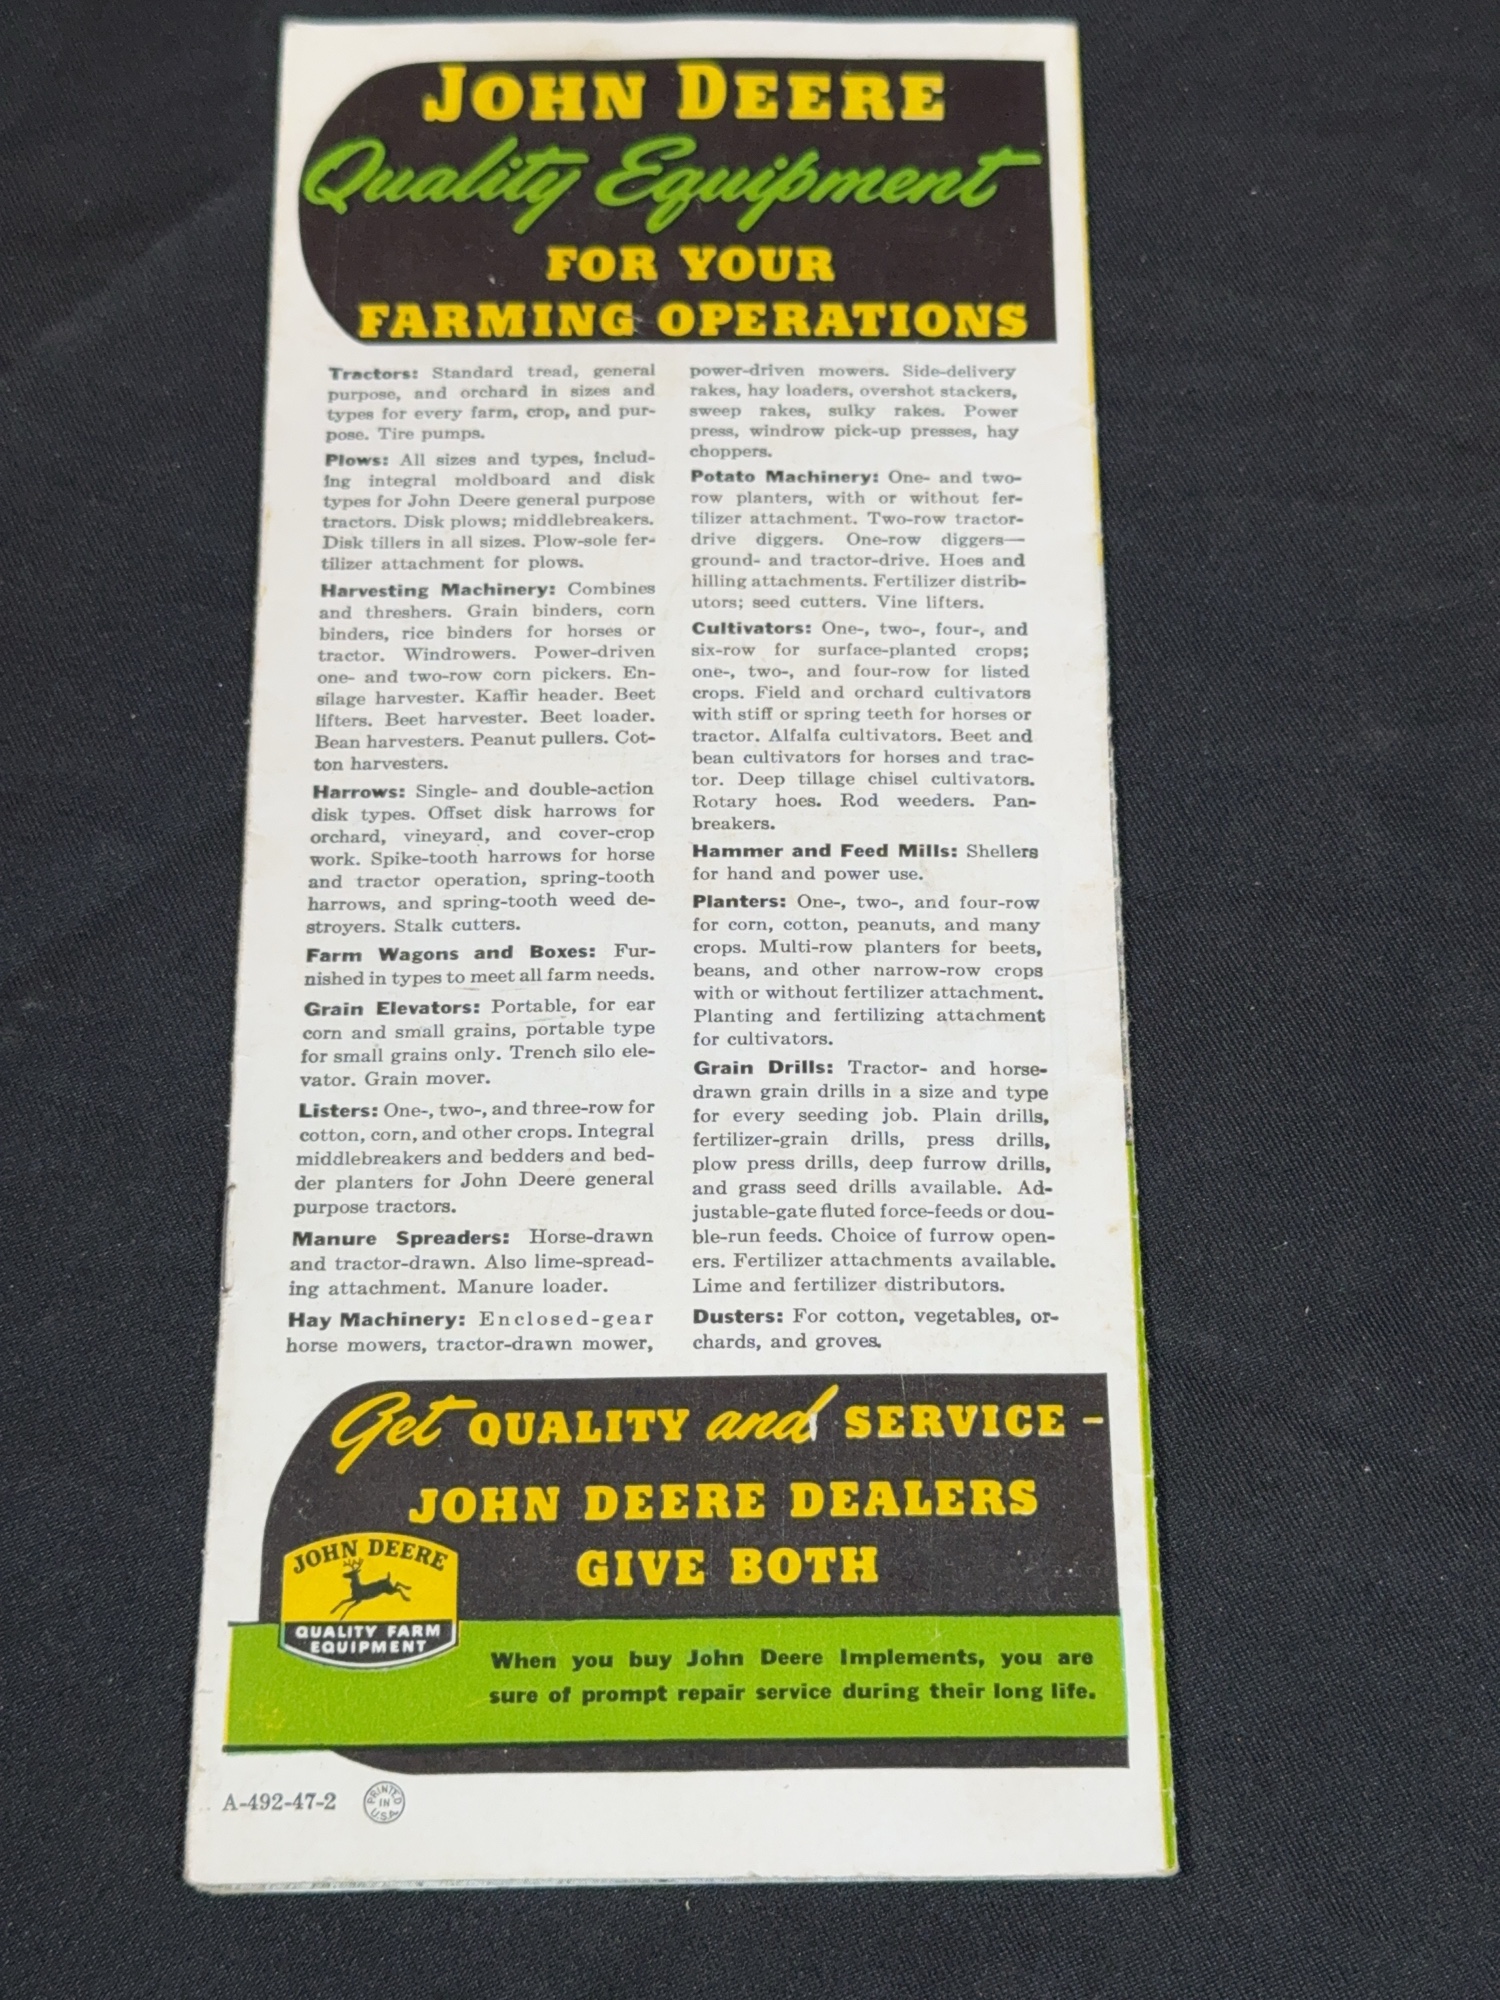 JOHN DEERE
Quality Equipment
FOR YOUR
FARMING OPERATIONS
Tractors: Standard tread, general
purpose, and orchard in sizes and
types for every farm, crop, and pur-
pose. Tire pumps.
Plows: All sizes and types, includ-
ing integral moldboard and disk
types for John Deere general purpose
tractors. Disk plows; middlebreakers.
Disk tillers in all sizes. Plow-sole fer-
tilizer attachment for plows.
Harvesting Machinery: Combines
and threshers. Grain binders, corn
binders, rice binders for horses or
tractor. Windrowers. Power-driven
one- and two-row corn pickers. En-
silage harvester. Kaffir header. Beet
lifters. Beet harvester. Beet loader.
Bean harvesters. Peanut pullers. Cot-
ton harvesters.
Harrows: Single- and double-action
disk types. Offset disk harrows for
orchard, vineyard, and cover-crop
work. Spike-tooth harrows for horse
and tractor operation, spring-tooth
harrows, and spring-tooth weed de-
stroyers. Stalk cutters.
Farm Wagons and Boxes: Fur-
nished in types to meet all farm needs.
Grain Elevators: Portable, for ear
corn and small grains, portable type
for small grains only. Trench silo ele-
vator. Grain mover.
Listers: One-, two-, and three-row for
cotton, corn, and other crops. Integral
middlebreakers and bedders and bed-
der planters for John Deere general
purpose tractors.
Manure Spreaders: Horse-drawn
and tractor-drawn. Also lime-spread-
ing attachment. Manure loader.
Hay Machinery: Enclosed-gear
horse mowers, tractor-drawn mower,
power-driven mowers. Side-delivery
rakes, hay loaders, overshot stackers,
sweep rakes, sulky rakes. Power
press, windrow pick-up presses, hay
choppers.
Potato Machinery: One- and two-
row planters, with or without fer-
tilizer attachment. Two-row tractor-
drive diggers. One-row diggers—
ground- and tractor-drive. Hoes and
hilling attachments. Fertilizer distrib-
utors; seed cutters. Vine lifters.
Cultivators: One-, two-, four-, and
six-row for surface-planted crops;
one-, two-, and four-row for listed
crops. Field and orchard cultivators
with stiff or spring teeth for horses or
tractor. Alfalfa cultivators. Beet and
bean cultivators for horses and trac-
tor. Deep tillage chisel cultivators.
Rotary hoes. Rod weeders. Pan-
breakers.
Hammer and Feed Mills: Shellers
for hand and power use.
Planters: One-, two-, and four-row
for corn, cotton, peanuts, and many
crops. Multi-row planters for beets,
beans, and other narrow-row crops
with or without fertilizer attachment.
Planting and fertilizing attachment
for cultivators.
Grain Drills: Tractor- and horse-
drawn grain drills in a size and type
for every seeding job. Plain drills,
fertilizer-grain drills, press drills,
plow press drills, deep furrow drills,
and grass seed drills available. Ad-
justable-gate fluted force-feeds or dou-
ble-run feeds. Choice of furrow open-
ers. Fertilizer attachments available.
Lime and fertilizer distributors.
Dusters: For cotton, vegetables, or-
chards, and groves.
Get QUALITY and SERVICE –
JOHN DEERE DEALERS
GIVE BOTH
JOHN DEERE
QUALITY FARM
EQUIPMENT
When you buy John Deere Implements, you are
sure of prompt repair service during their long life.
A-492-47-2
PRINTED
IN
U.S.A.